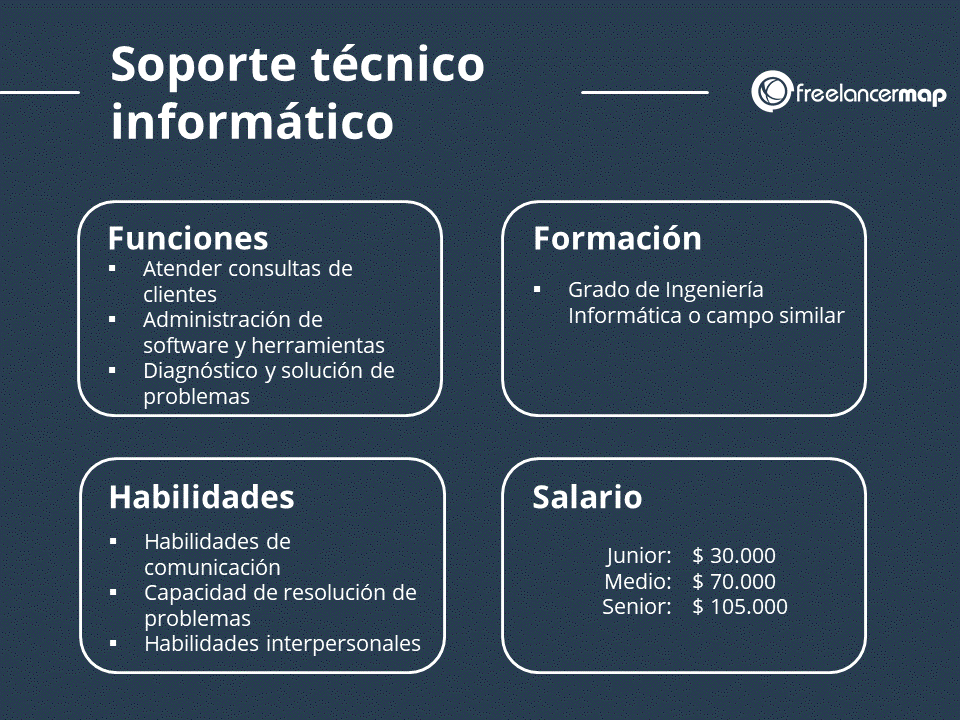 Soporte técnico
informático
freelancermap
Funciones
▪ Atender consultas de
clientes
▪ Administración de
software y herramientas
▪ Diagnóstico y solución de
problemas
Formación
▪ Grado de Ingeniería
Informática o campo similar
Habilidades
▪ Habilidades de
comunicación
▪ Capacidad de resolución de
problemas
▪ Habilidades interpersonales
Salario
Junior: $ 30.000
Medio: $ 70.000
Senior: $ 105.000